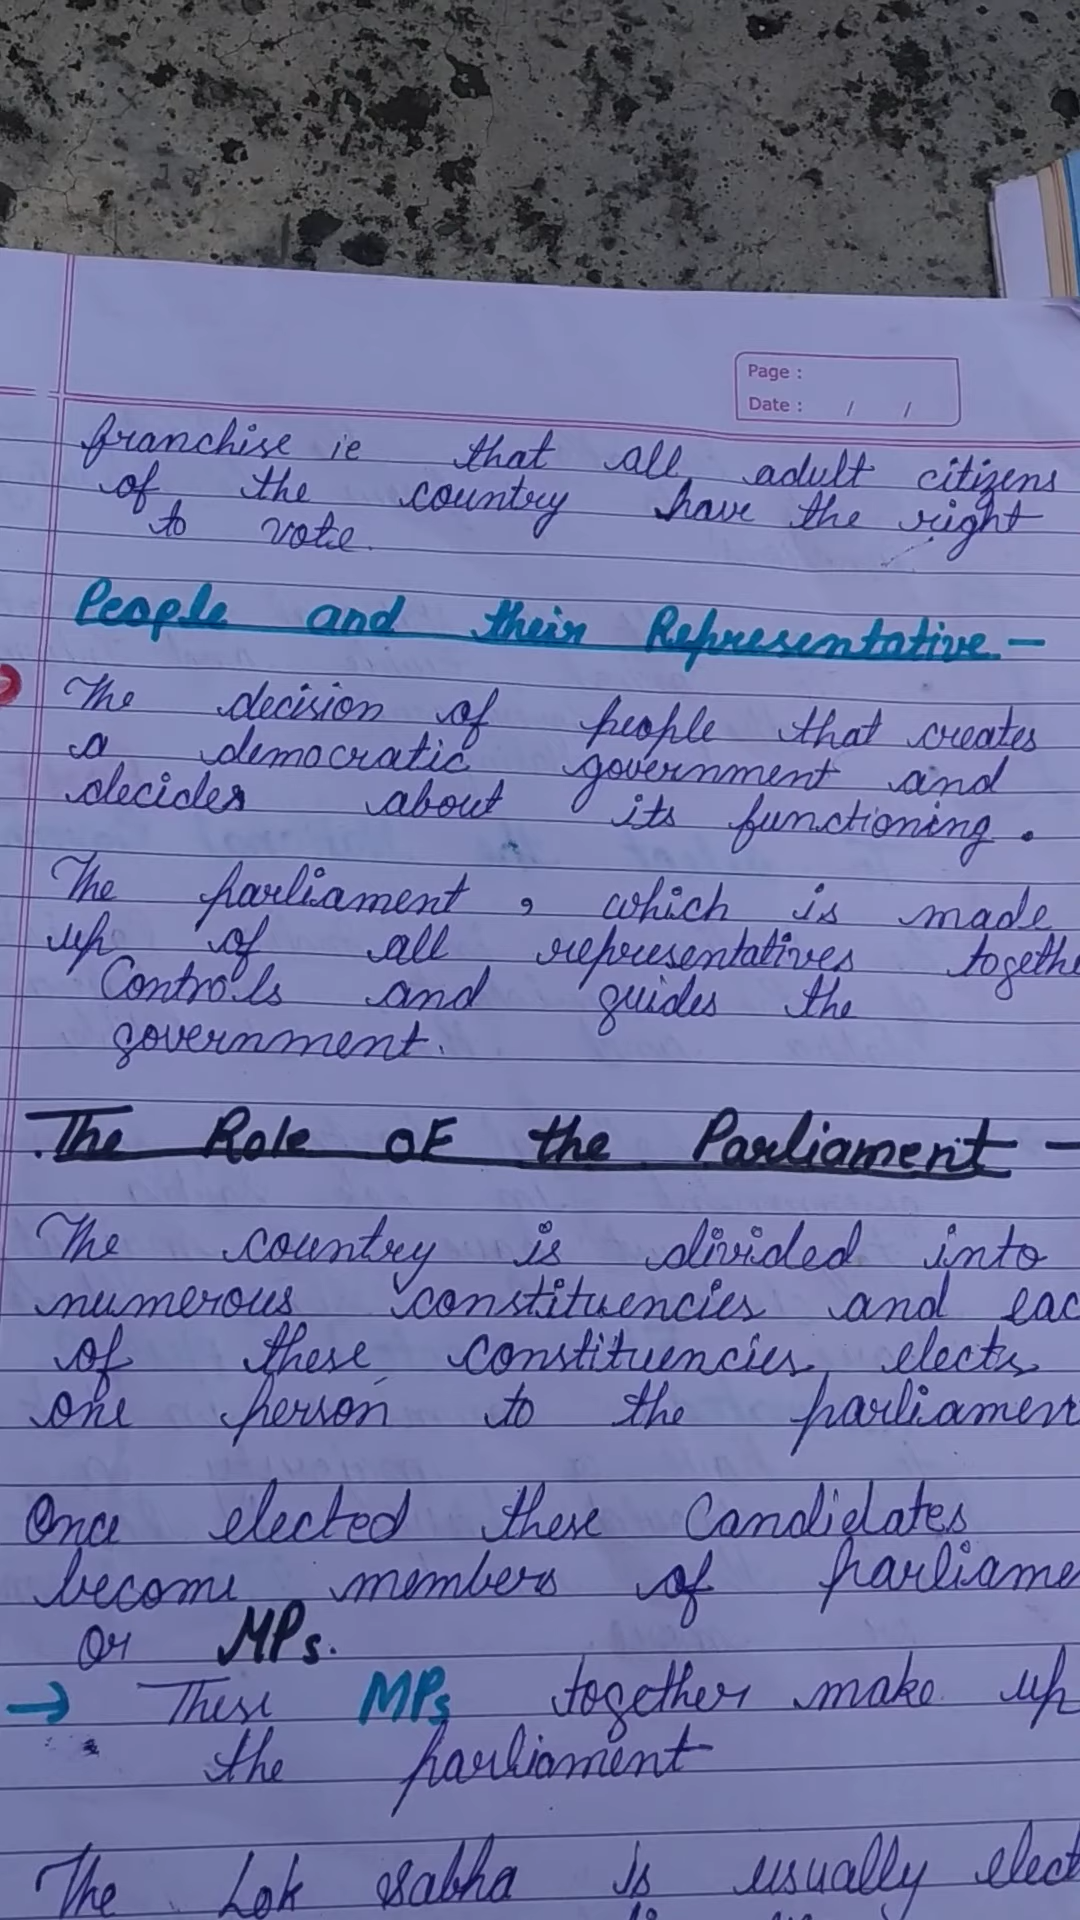 Page :
Date : / /
franchise ie that all adult citizens
of the country have the right
to vote.
People and their Representative.-
The decision of people that creates
a democratic government and
decides about its functioning.
The parliament, which is made
up of all representatives togethe
Controls and guides the
government.
The Role oF the Parliament -
The country is divided into
numerous constituencies and eac
of these constituencies elects
one person to the parliamen
Once elected these Candidates
become members of parliame
or MPs.
→ These MPs together make up
the parliament
The Lok sabha is usually elect